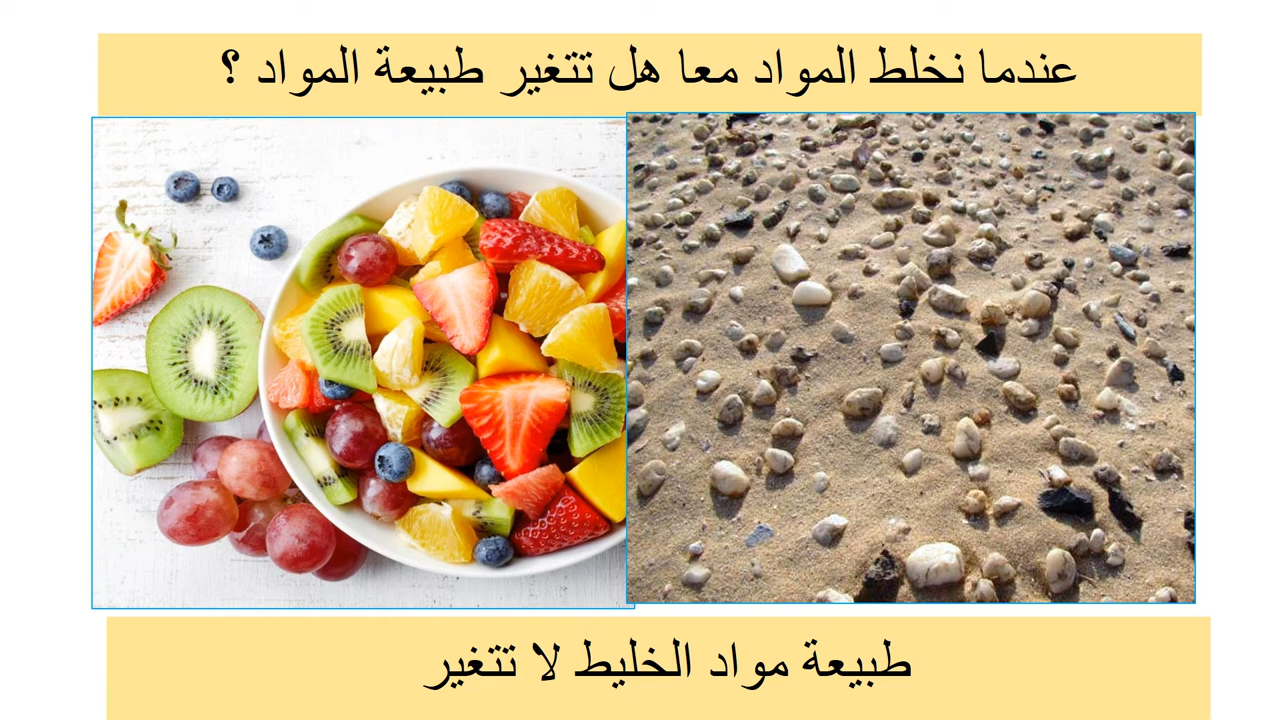 عندما نخلط المواد معا هل تتغير طبيعة المواد ؟
طبيعة مواد الخليط لا تتغير